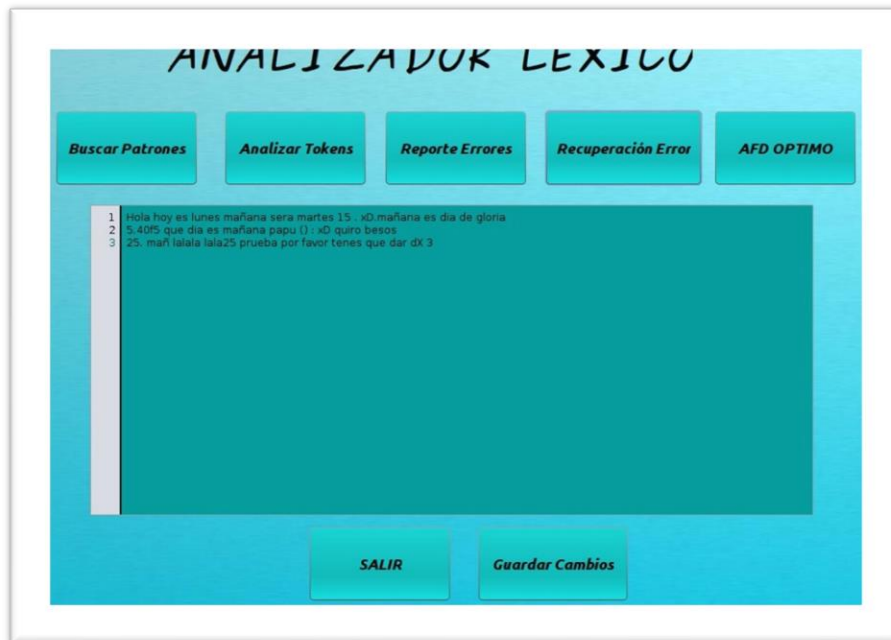 ANALIZADOR LEXICO
Buscar Patrones
Analizar Tokens
Reporte Errores
Recuperación Error
AFD OPTIMO
1 Hola hoy es lunes mañana sera martes 15 . xD.mañana es dia de gloria
2 5.40f5 que dia es mañana papu () : xD quiro besos
3 25. mañ lalala lala25 prueba por favor tenes que dar dX 3
SALIR
Guardar Cambios